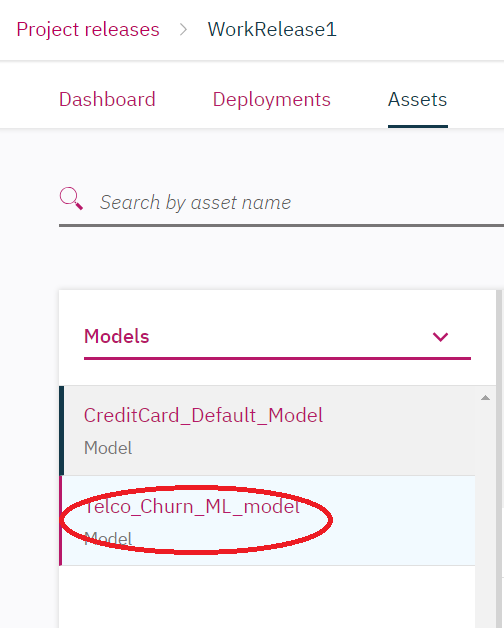 Project releases > WorkRelease1
Dashboard Deployments Assets
Search by asset name
Models
CreditCard_Default_Model
Model
Telco_Churn_ML_model
Model